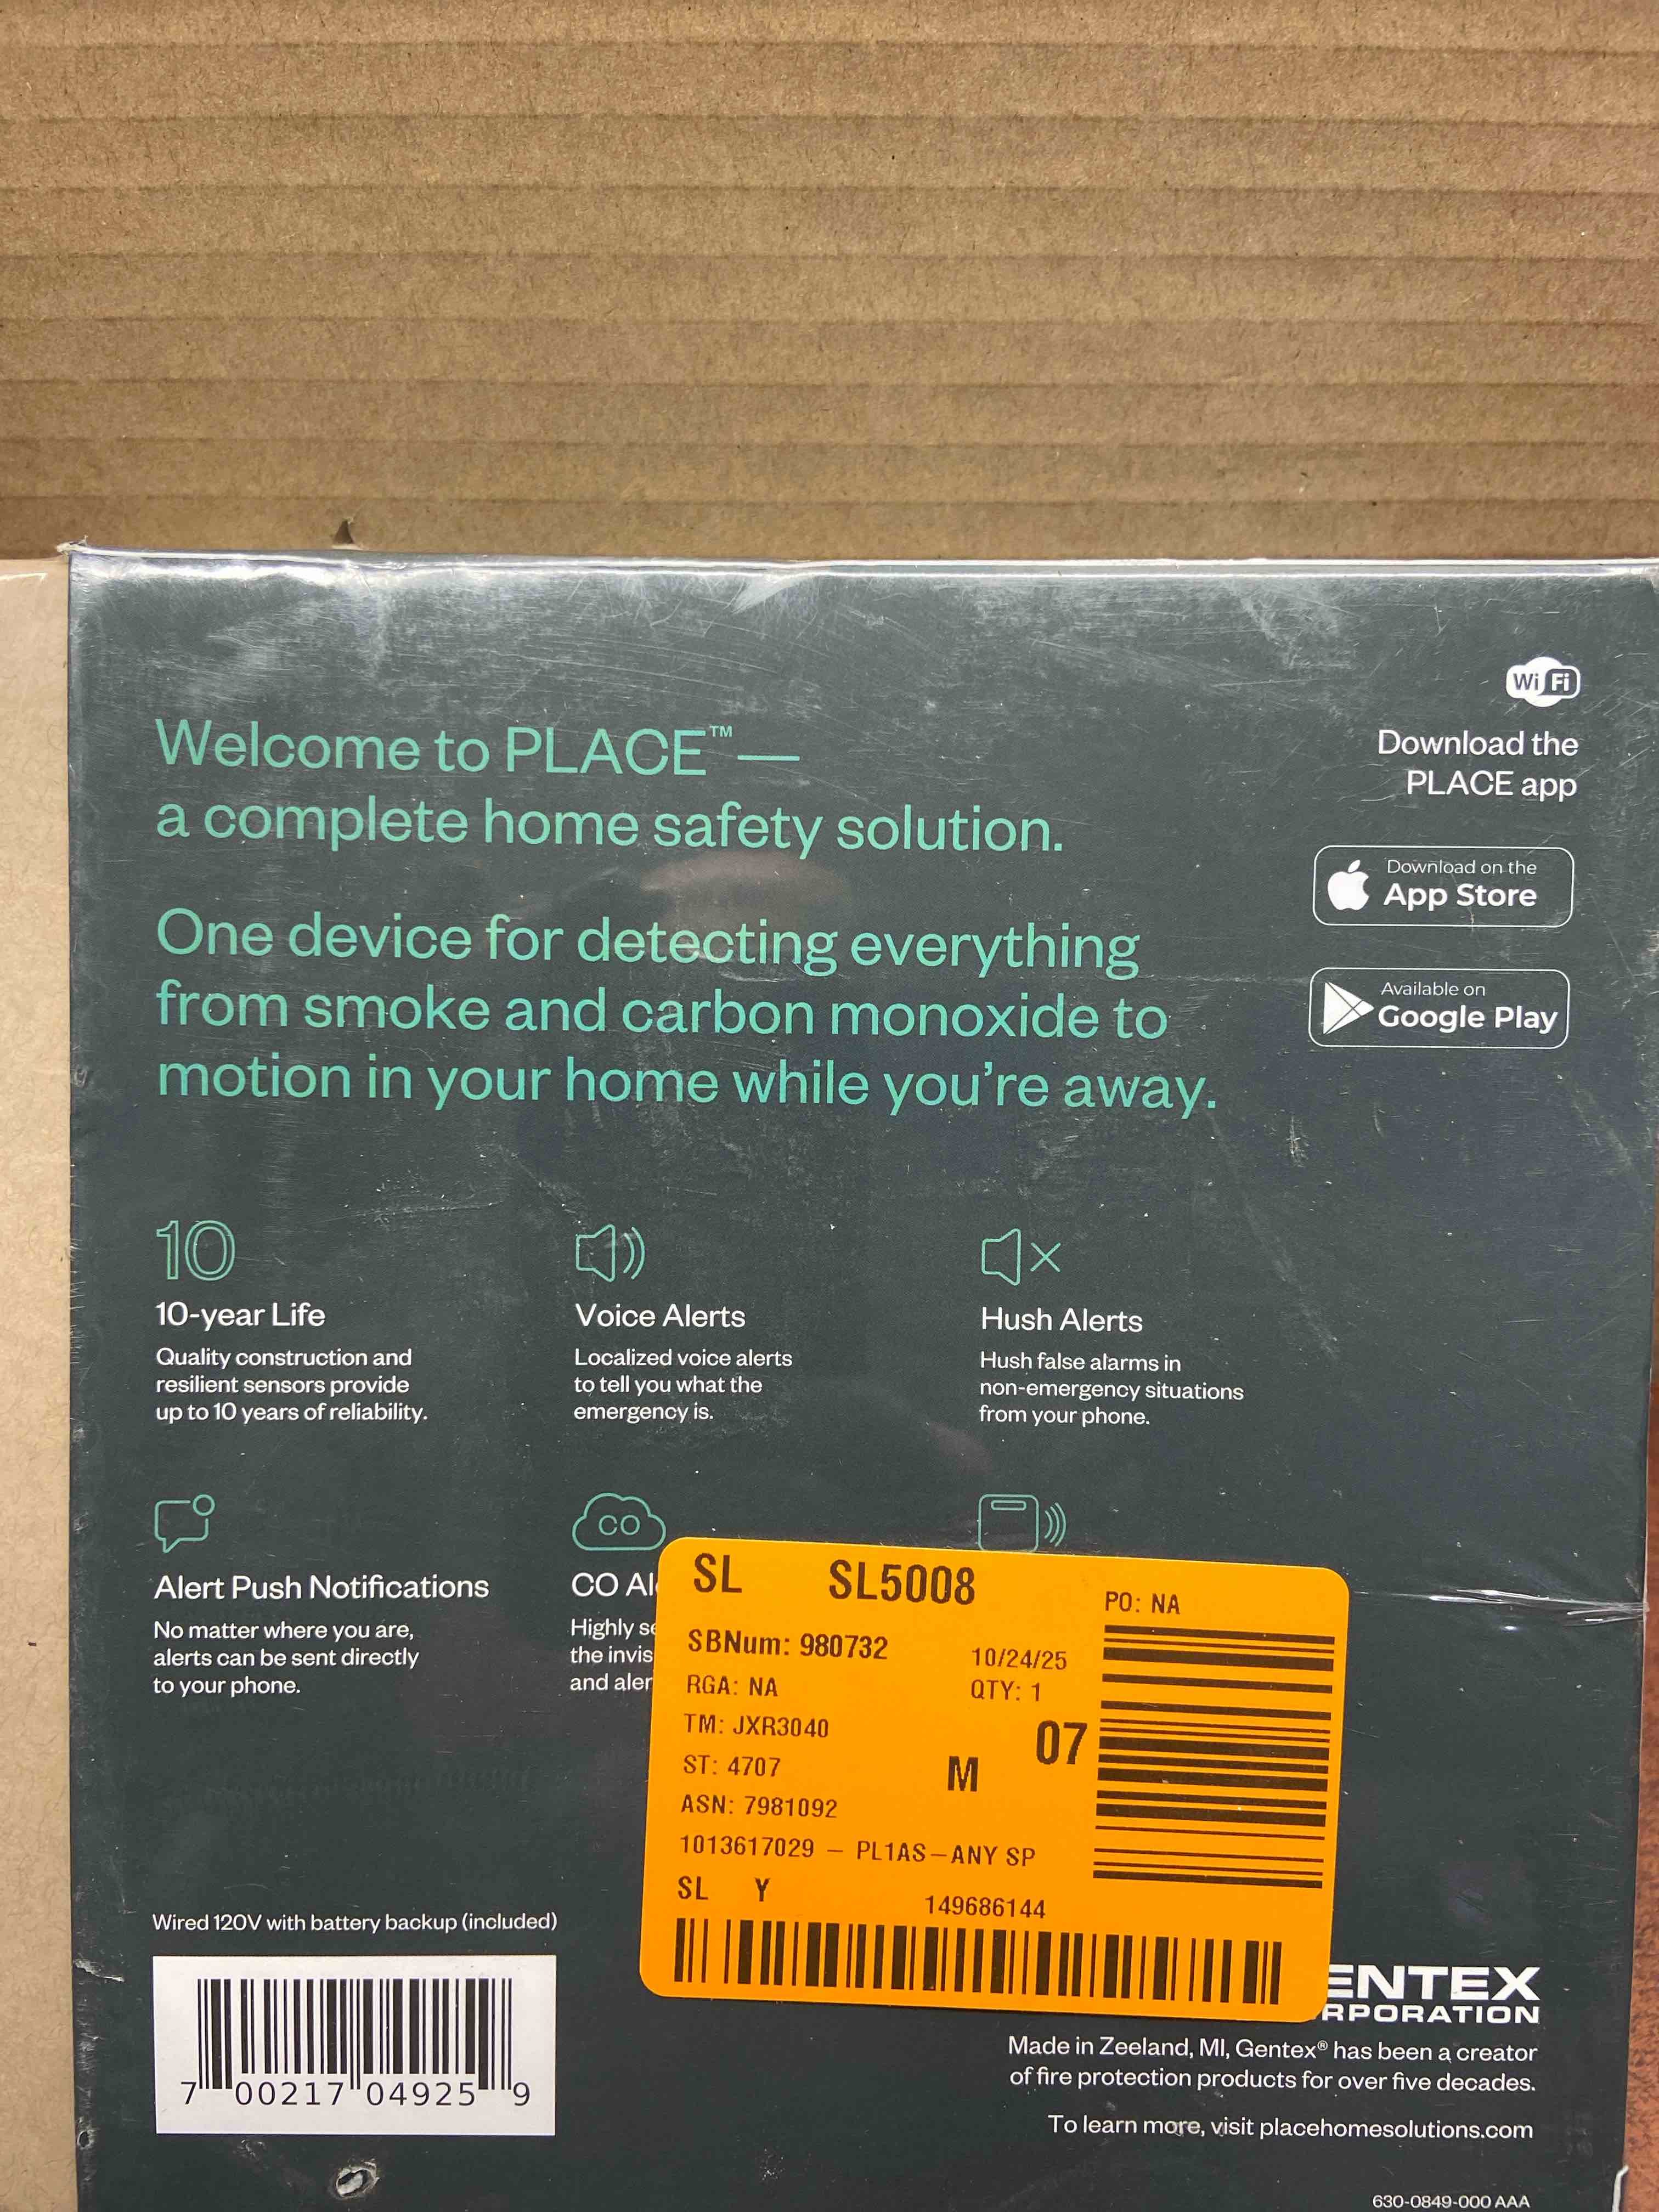 Wi Fi
Download the
PLACE app
Download on the
App Store
Available on
Google Play
Welcome to PLACE™—
a complete home safety solution.
One device for detecting everything
from smoke and carbon monoxide to
motion in your home while you're away.
10
10-year Life
Quality construction and
resilient sensors provide
up to 10 years of reliability.
Voice Alerts
Localized voice alerts
to tell you what the
emergency is.
Hush Alerts
Hush false alarms in
non-emergency situations
from your phone.
Alert Push Notifications
No matter where you are,
alerts can be sent directly
to your phone.
CO
CO
Highly
the
and
SL SL5008
PO: NA
SBNum: 980732 10/24/25
RGA: NA QTY: 1
TM: JXR3040 07
ST: 4707 M
ASN: 7981092
1013617029 – PL1AS–ANY SP
SL Y 149686144
Wired 120V with battery backup (included)
7 00217 04925 9
ENTEX
RPORATION
Made in Zeeland, MI, Gentex® has been a creator
of fire protection products for over five decades.
To learn more, visit placehomesolutions.com
630-0849-000 AAA